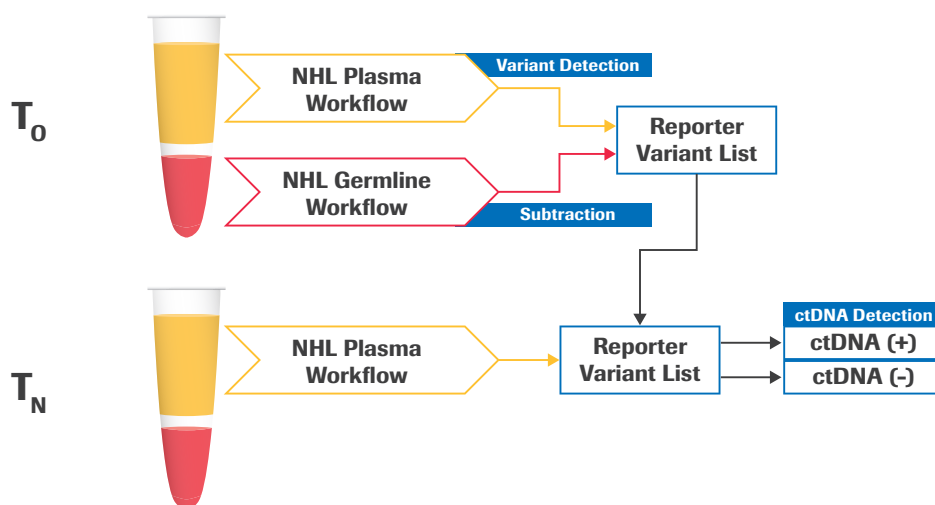 T0
NHL Plasma
Workflow
Variant Detection
Reporter
Variant List
NHL Germline
Workflow
Subtraction
TN
NHL Plasma
Workflow
Reporter
Variant List
ctDNA Detection
ctDNA (+)
ctDNA (-)